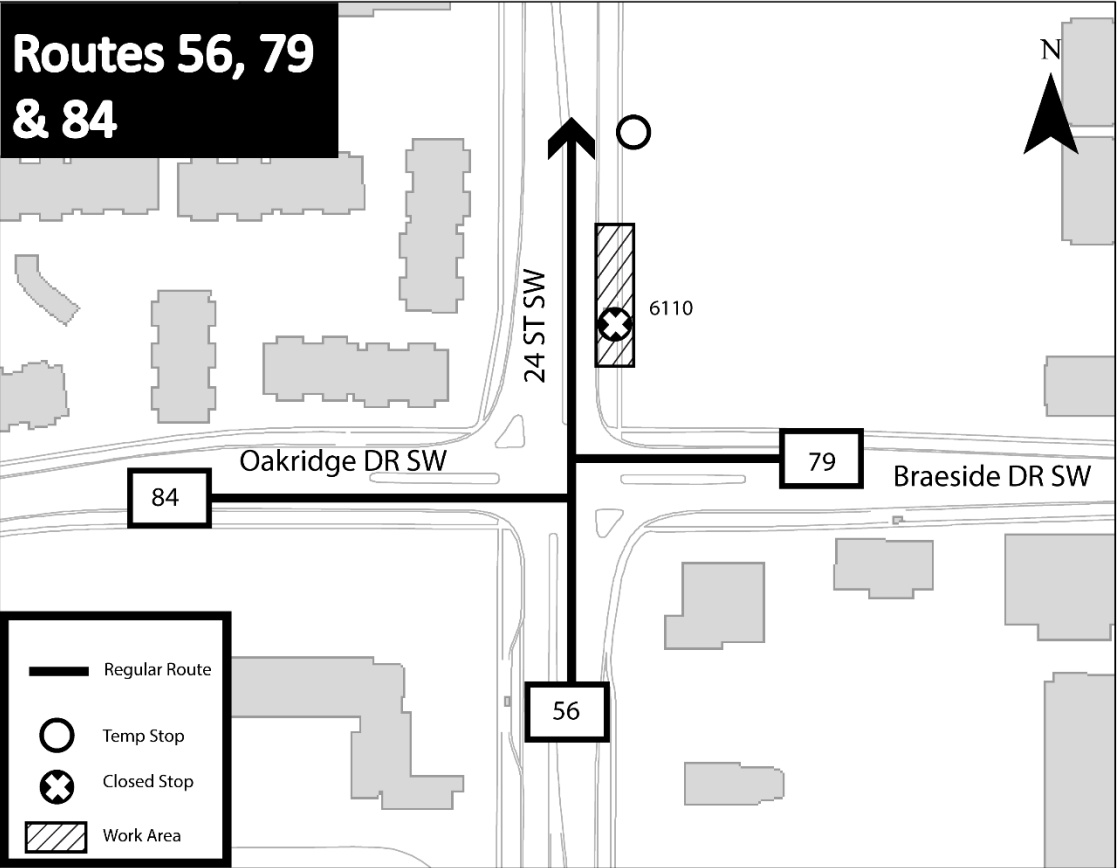 Routes 56, 79
& 84
N
24 ST SW
6110
Oakridge DR SW
79
Braeside DR SW
84
56
Regular Route
Temp Stop
Closed Stop
Work Area